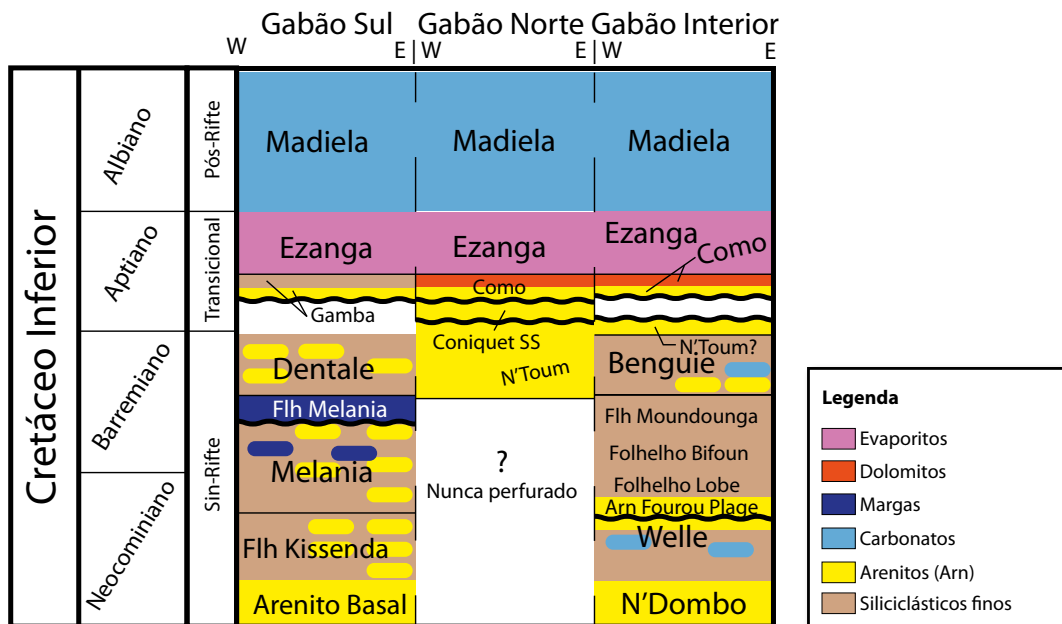 Gabão Sul
Gabão Norte
Gabão Interior
W
E
W
E
E
Cretáceo Inferior
Albiano
Aptiano
Barremiano
Neocominiano
Pós-Rifte
Transicional
Sin-Rifte
Madiela
Madiela
Madiela
Ezanga
Ezanga
Ezanga
Como
Como
Gamba
Coniquet SS
N'Toum
N'Toum?
Dentale
Benguie
Flh Melania
Melania
Flh Kissenda
Arenito Basal
?
Nunca perfurado
Flh Moundounga
Folhelho Bifoun
Folhelho Lobe
Arn Fourou Plage
Welle
N'Dombo
Legenda
Evaporitos
Dolomitos
Margas
Carbonatos
Arenitos (Arn)
Siliciclásticos finos